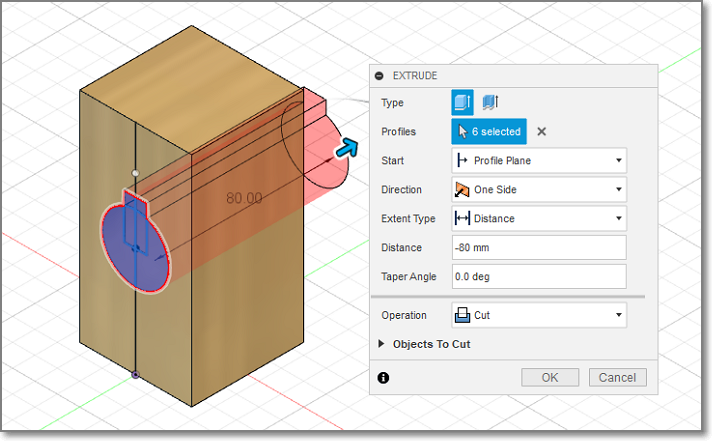 80.00
EXTRUDE
Type
Profiles 6 selected
Start Profile Plane
Direction One Side
Extent Type Distance
Distance -80 mm
Taper Angle 0.0 deg
Operation Cut
Objects To Cut
OK Cancel